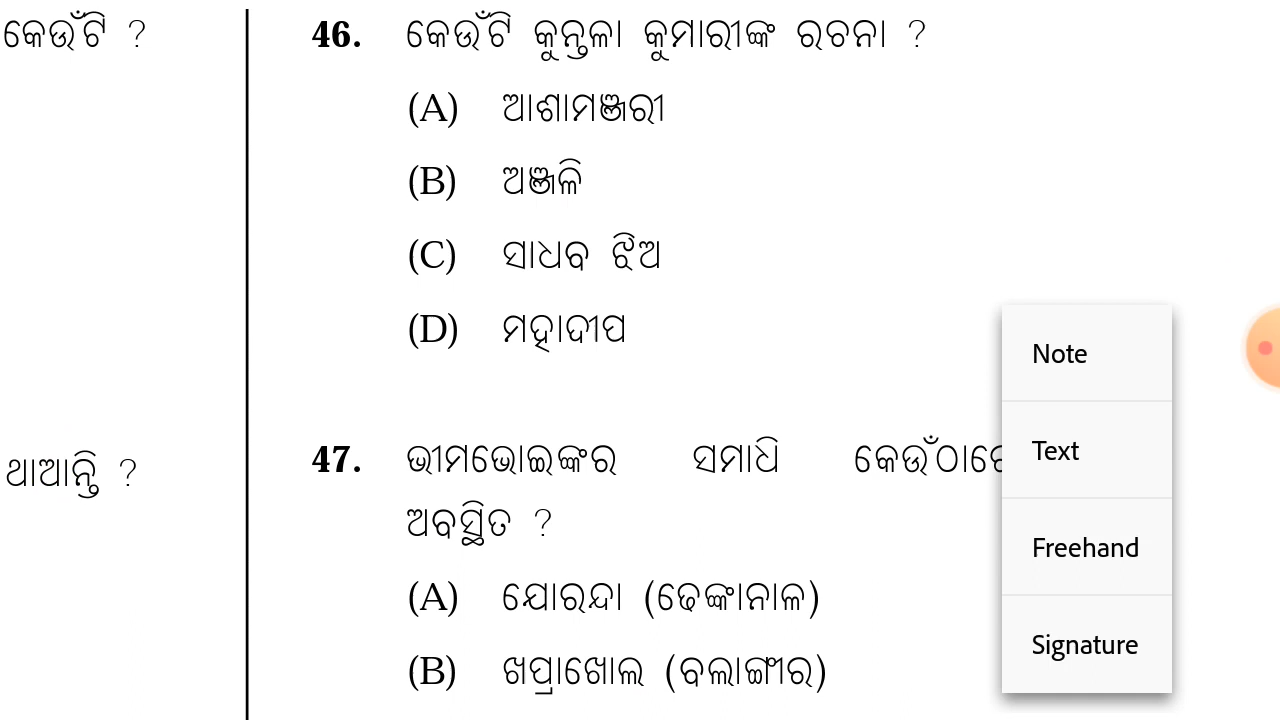 କେଉଁଟି ?
ଥାଆନ୍ତି ?
46. କେଉଁଟି କୁନ୍ତଳା କୁମାରୀଙ୍କ ରଚନା ?
(A) ଆଶାମଞ୍ଜରୀ
(B) ଅଞ୍ଜଳି
(C) ସାଧବ ଝିଅ
(D) ମହାଦୀପ
47. ଭୀମଭୋଇଙ୍କର ସମାଧି
ଅବସ୍ଥିତ ?
(A) ଯୋରନ୍ଦା (ଢେଙ୍କାନାଳ)
(B) ଖପ୍ରାଖୋଲ (ବଲାଙ୍ଗୀର)
Note
Text
Freehand
Signature